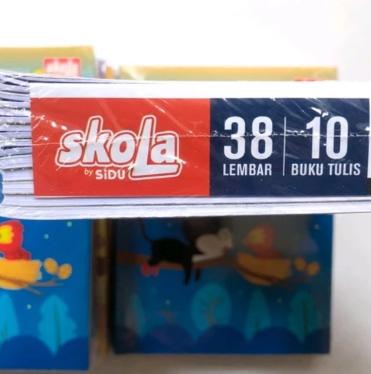 skola
by SiDU
38
LEMBAR
10
BUKU TULIS